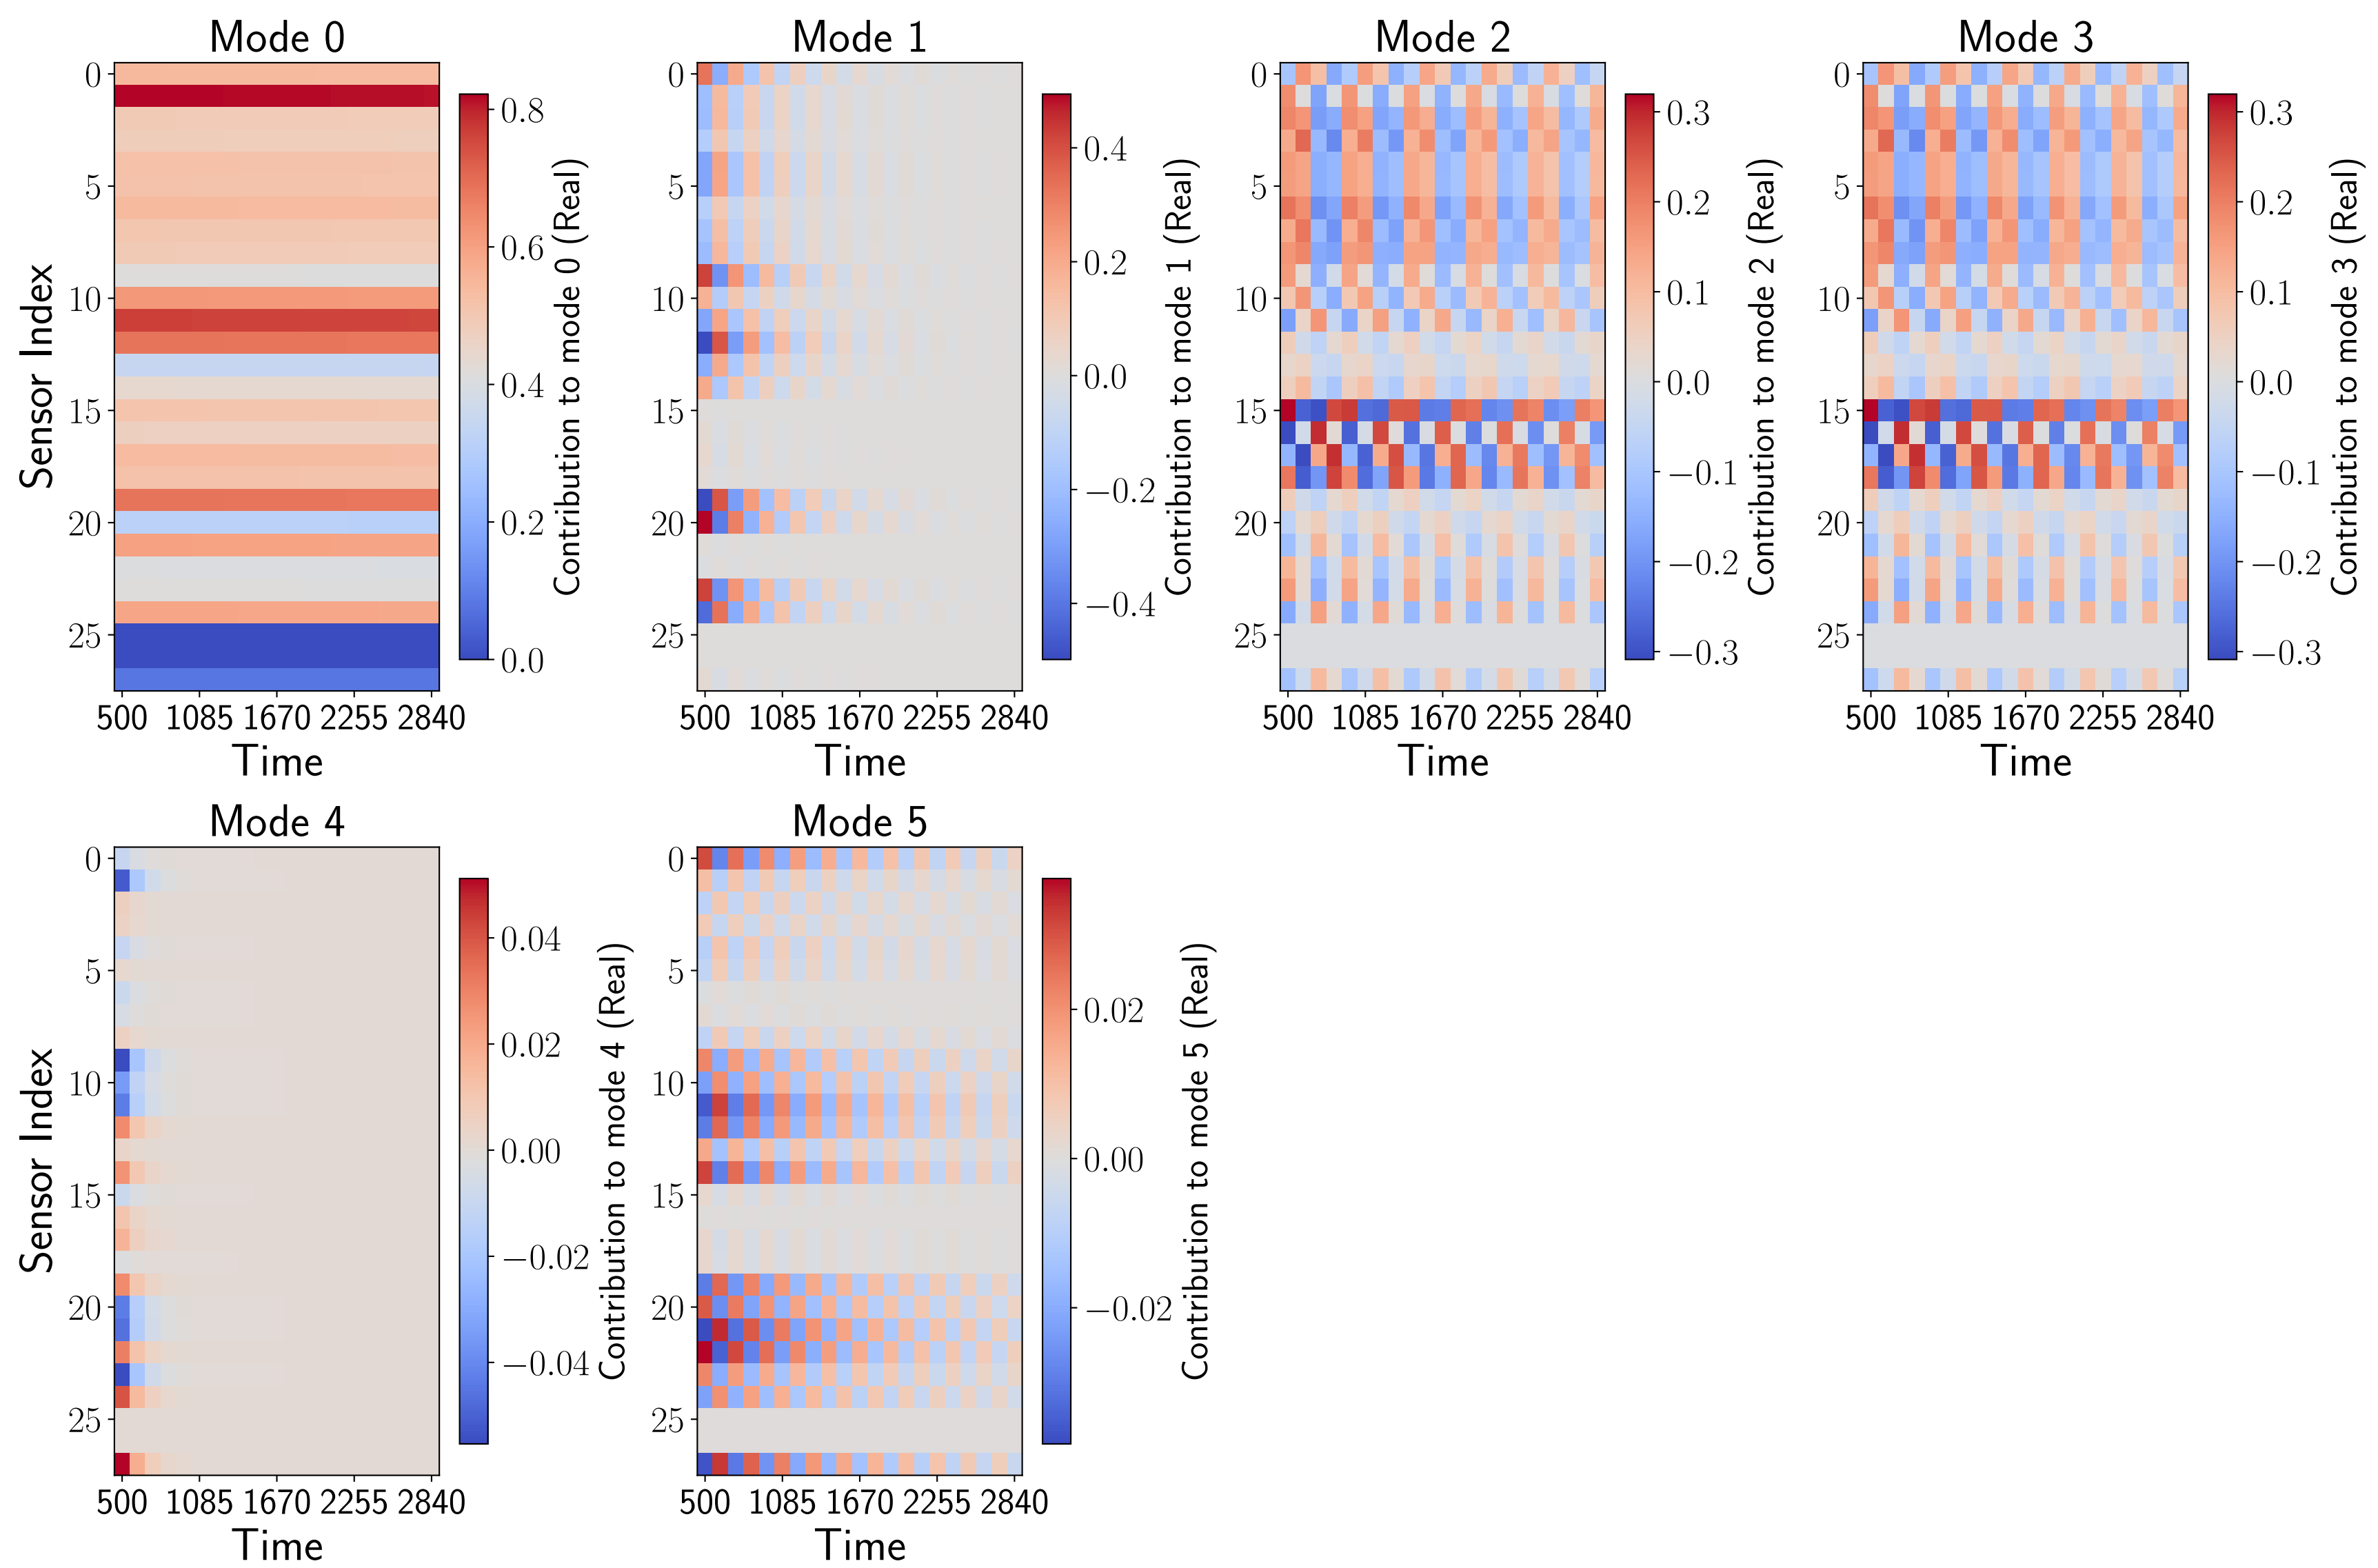 Mode 0
Mode 1
Mode 2
Mode 3
Sensor Index
0
5
10
15
20
25
500 1085 1670 2255 2840
Time
0.8
0.6
0.4
0.2
0.0
Contribution to mode 0 (Real)
0
5
10
15
20
25
500 1085 1670 2255 2840
Time
0.4
0.2
0.0
−0.2
−0.4
Contribution to mode 1 (Real)
0
5
10
15
20
25
500 1085 1670 2255 2840
Time
0.3
0.2
0.1
0.0
−0.1
−0.2
−0.3
Contribution to mode 2 (Real)
0
5
10
15
20
25
500 1085 1670 2255 2840
Time
0.3
0.2
0.1
0.0
−0.1
−0.2
−0.3
Contribution to mode 3 (Real)
Mode 4
Mode 5
Sensor Index
0
5
10
15
20
25
500 1085 1670 2255 2840
Time
0.04
0.02
0.00
−0.02
−0.04
Contribution to mode 4 (Real)
0
5
10
15
20
25
500 1085 1670 2255 2840
Time
0.02
0.00
−0.02
Contribution to mode 5 (Real)